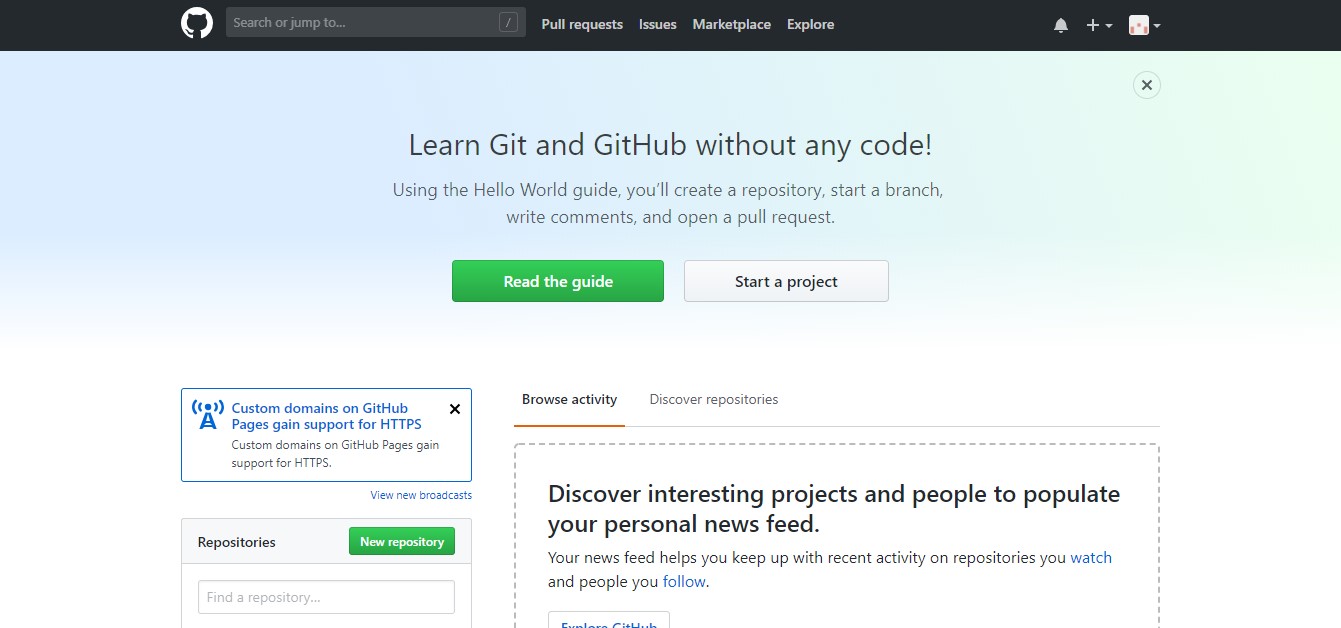 Search or jump to... /
Pull requests
Issues
Marketplace
Explore
Learn Git and GitHub without any code!
Using the Hello World guide, you’ll create a repository, start a branch,
write comments, and open a pull request.
Read the guide
Start a project
Custom domains on GitHub
Pages gain support for HTTPS
Custom domains on GitHub Pages gain
support for HTTPS.
View new broadcasts
Repositories
New repository
Find a repository...
Browse activity
Discover repositories
Discover interesting projects and people to populate
your personal news feed.
Your news feed helps you keep up with recent activity on repositories you watch
and people you follow.
Explore GitHub